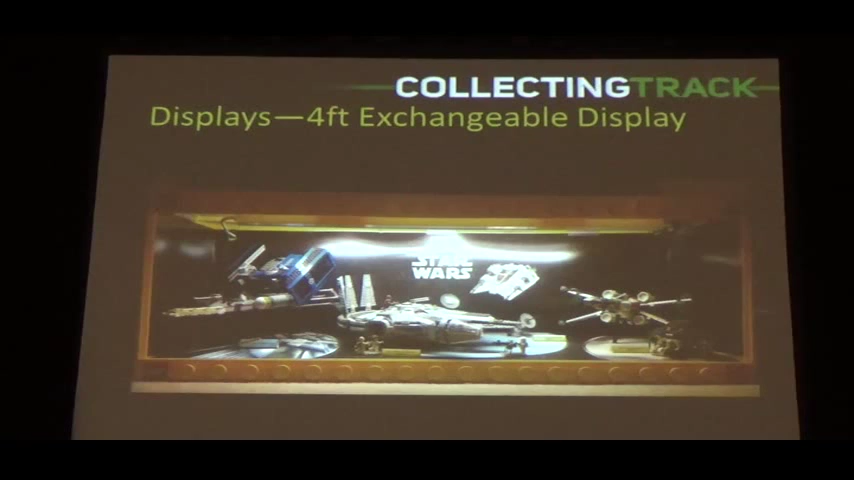 COLLECTINGTRACK
Displays—4ft Exchangeable Display
STAR
WARS